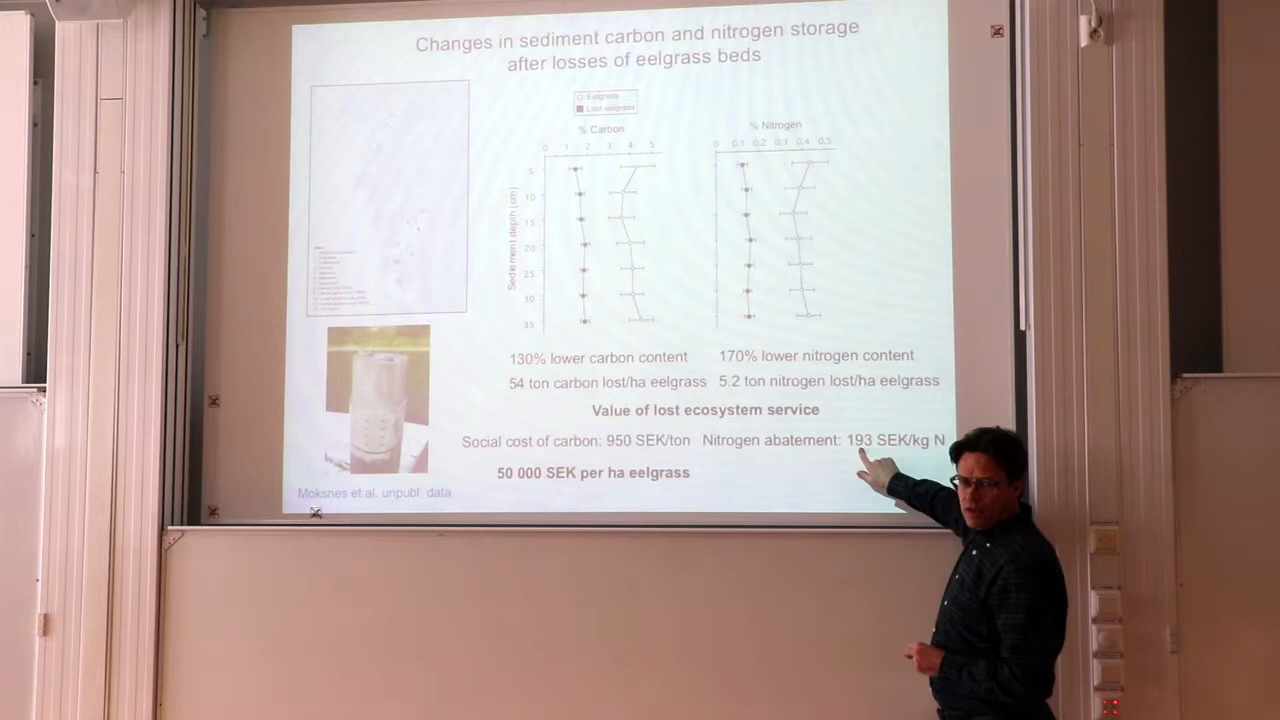 Changes in sediment carbon and nitrogen storage
after losses of eelgrass beds
Eelgrass
Lost eelgrass
% Carbon
0 1 2 3 4 5
% Nitrogen
0 0.1 0.2 0.3 0.4 0.5
Sediement depth (cm)
5
10
15
20
25
30
35
130% lower carbon content
170% lower nitrogen content
54 ton carbon lost/ha eelgrass
5.2 ton nitrogen lost/ha eelgrass
Value of lost ecosystem service
Social cost of carbon: 950 SEK/ton
Nitrogen abatement: 193 SEK/kg N
50 000 SEK per ha eelgrass
Moksnes et al. unpubl. data